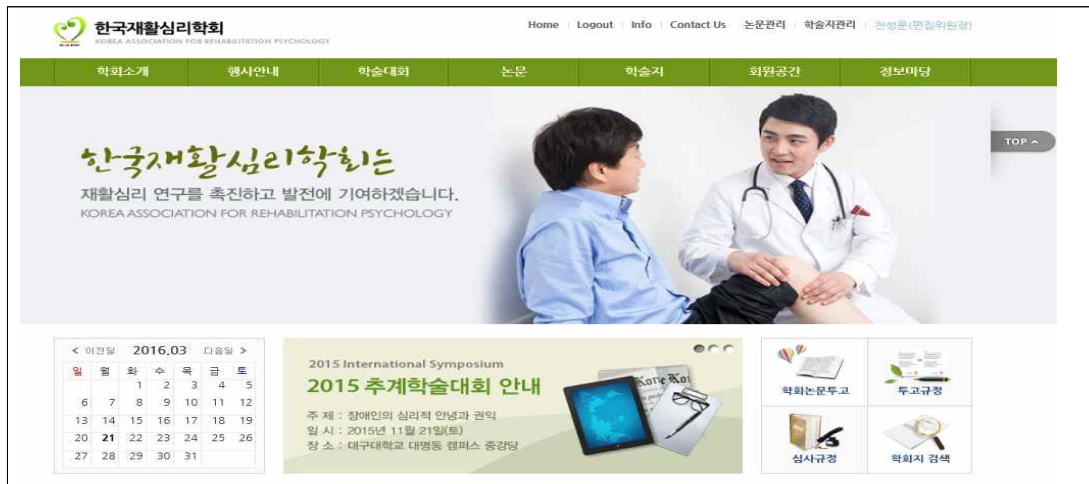 한국재활심리학회
KOREA ASSOCIATION FOR REHABILITATION PSYCHOLOGY
Home Logout Info Contact Us 논문관리 학술지관리 천성문(편집위원장)
학회소개 행사안내 학술대회 논문 학술지 회원공간 정보마당
TOP
한국재활심리학회는
재활심리 연구를 촉진하고 발전에 기여하겠습니다.
KOREA ASSOCIATION FOR REHABILITATION PSYCHOLOGY
< 이전달 2016.03 다음달 >
일 월 화 수 목 금 토
1 2 3 4 5
6 7 8 9 10 11 12
13 14 15 16 17 18 19
20 21 22 23 24 25 26
27 28 29 30 31
2015 International Symposium
2015 추계학술대회 안내
주 제 : 장애인의 심리적 안녕과 권익
일 시 : 2015년 11월 21일(토)
장 소 : 대구대학교 대명동 캠퍼스 중강당
학회논문투고
투고규정
심사규정
학회지 검색